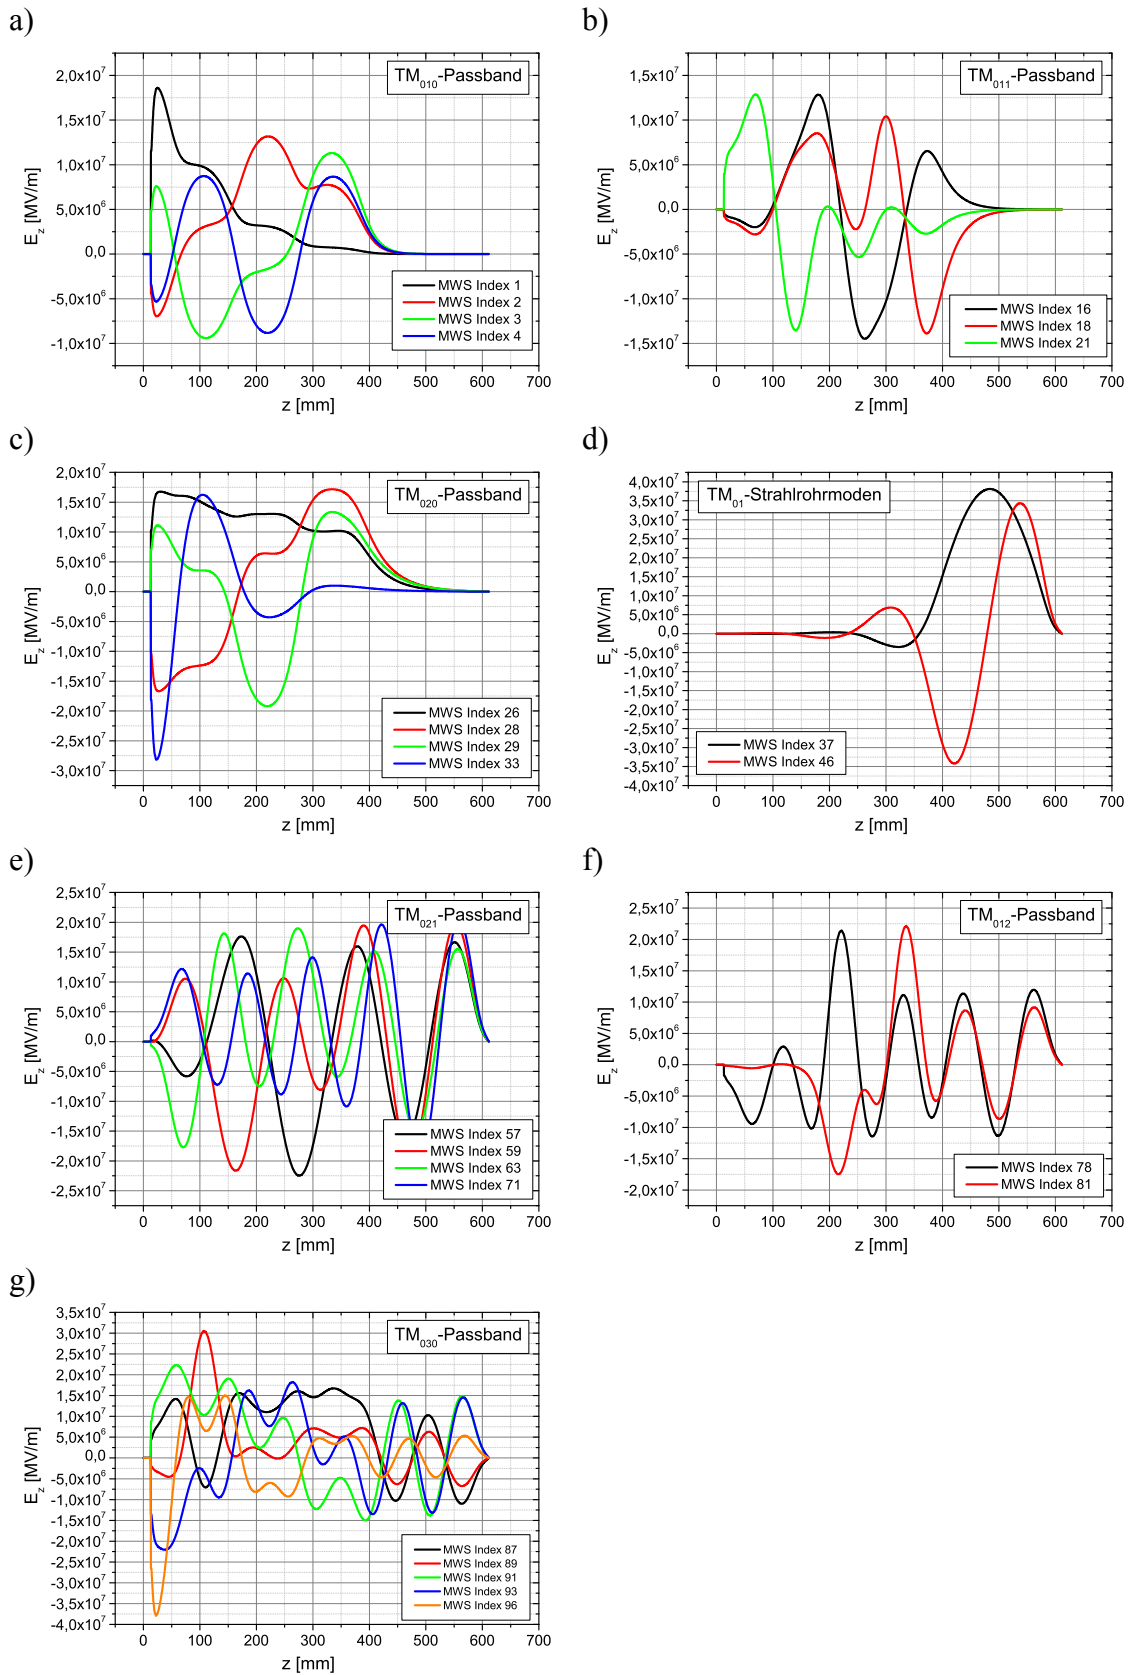 a)
TM010-Passband
2,0x10^7
1,5x10^7
1,0x10^7
5,0x10^6
0,0
-5,0x10^6
-1,0x10^7
E_z [MV/m]
MWS Index 1
MWS Index 2
MWS Index 3
MWS Index 4
0 100 200 300 400 500 600 700
z [mm]
b)
TM011-Passband
1,5x10^7
1,0x10^7
5,0x10^6
0,0
-5,0x10^6
-1,0x10^7
-1,5x10^7
E_z [MV/m]
MWS Index 16
MWS Index 18
MWS Index 21
0 100 200 300 400 500 600 700
z [mm]
c)
TM020-Passband
2,0x10^7
1,5x10^7
1,0x10^7
5,0x10^6
0,0
-5,0x10^6
-1,0x10^7
-1,5x10^7
-2,0x10^7
-2,5x10^7
-3,0x10^7
E_z [MV/m]
MWS Index 26
MWS Index 28
MWS Index 29
MWS Index 33
0 100 200 300 400 500 600 700
z [mm]
d)
TM01-Strahlrohrmoden
4,0x10^7
3,5x10^7
3,0x10^7
2,5x10^7
2,0x10^7
1,5x10^7
1,0x10^7
5,0x10^6
0,0
-5,0x10^6
-1,0x10^7
-1,5x10^7
-2,0x10^7
-2,5x10^7
-3,0x10^7
-3,5x10^7
-4,0x10^7
E_z [MV/m]
MWS Index 37
MWS Index 46
0 100 200 300 400 500 600 700
z [mm]
e)
TM021-Passband
2,5x10^7
2,0x10^7
1,5x10^7
1,0x10^7
5,0x10^6
0,0
-5,0x10^6
-1,0x10^7
-1,5x10^7
-2,0x10^7
-2,5x10^7
E_z [MV/m]
MWS Index 57
MWS Index 59
MWS Index 63
MWS Index 71
0 100 200 300 400 500 600 700
z [mm]
f)
TM012-Passband
2,5x10^7
2,0x10^7
1,5x10^7
1,0x10^7
5,0x10^6
0,0
-5,0x10^6
-1,0x10^7
-1,5x10^7
-2,0x10^7
E_z [MV/m]
MWS Index 78
MWS Index 81
0 100 200 300 400 500 600 700
z [mm]
g)
TM030-Passband
3,5x10^7
3,0x10^7
2,5x10^7
2,0x10^7
1,5x10^7
1,0x10^7
5,0x10^6
0,0
-5,0x10^6
-1,0x10^7
-1,5x10^7
-2,0x10^7
-2,5x10^7
-3,0x10^7
-3,5x10^7
-4,0x10^7
E_z [MV/m]
MWS Index 87
MWS Index 89
MWS Index 91
MWS Index 93
MWS Index 96
0 100 200 300 400 500 600 700
z [mm]